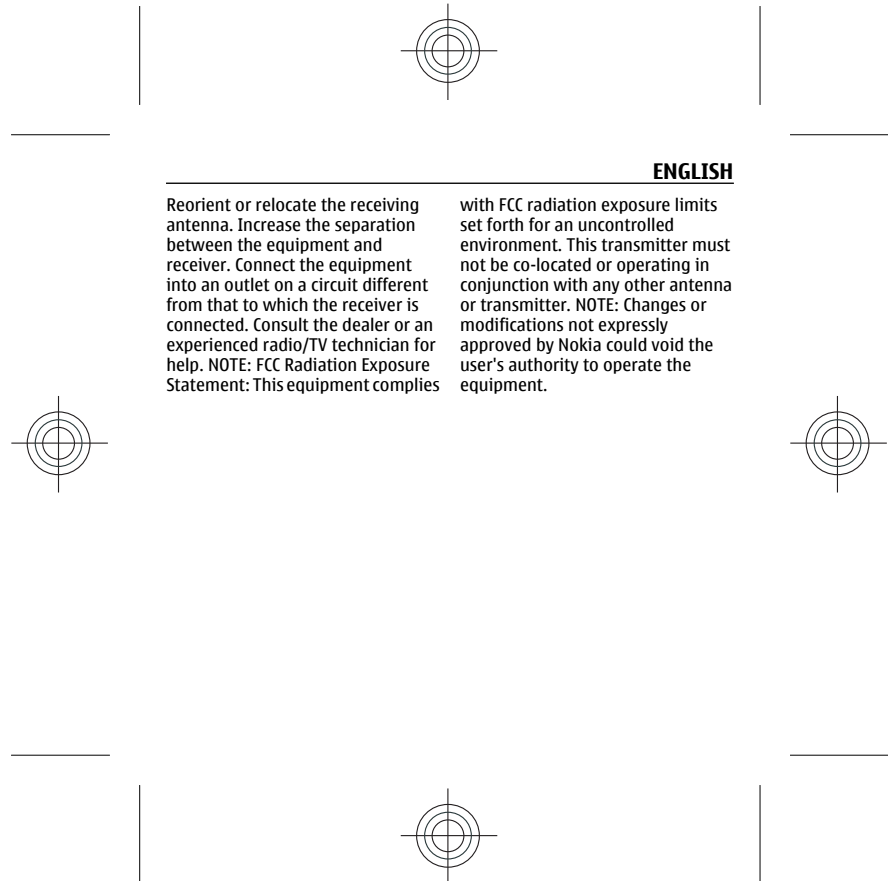 ENGLISH
Reorient or relocate the receiving
antenna. Increase the separation
between the equipment and
receiver. Connect the equipment
into an outlet on a circuit different
from that to which the receiver is
connected. Consult the dealer or an
experienced radio/TV technician for
help. NOTE: FCC Radiation Exposure
Statement: This equipment complies
with FCC radiation exposure limits
set forth for an uncontrolled
environment. This transmitter must
not be co-located or operating in
conjunction with any other antenna
or transmitter. NOTE: Changes or
modifications not expressly
approved by Nokia could void the
user's authority to operate the
equipment.